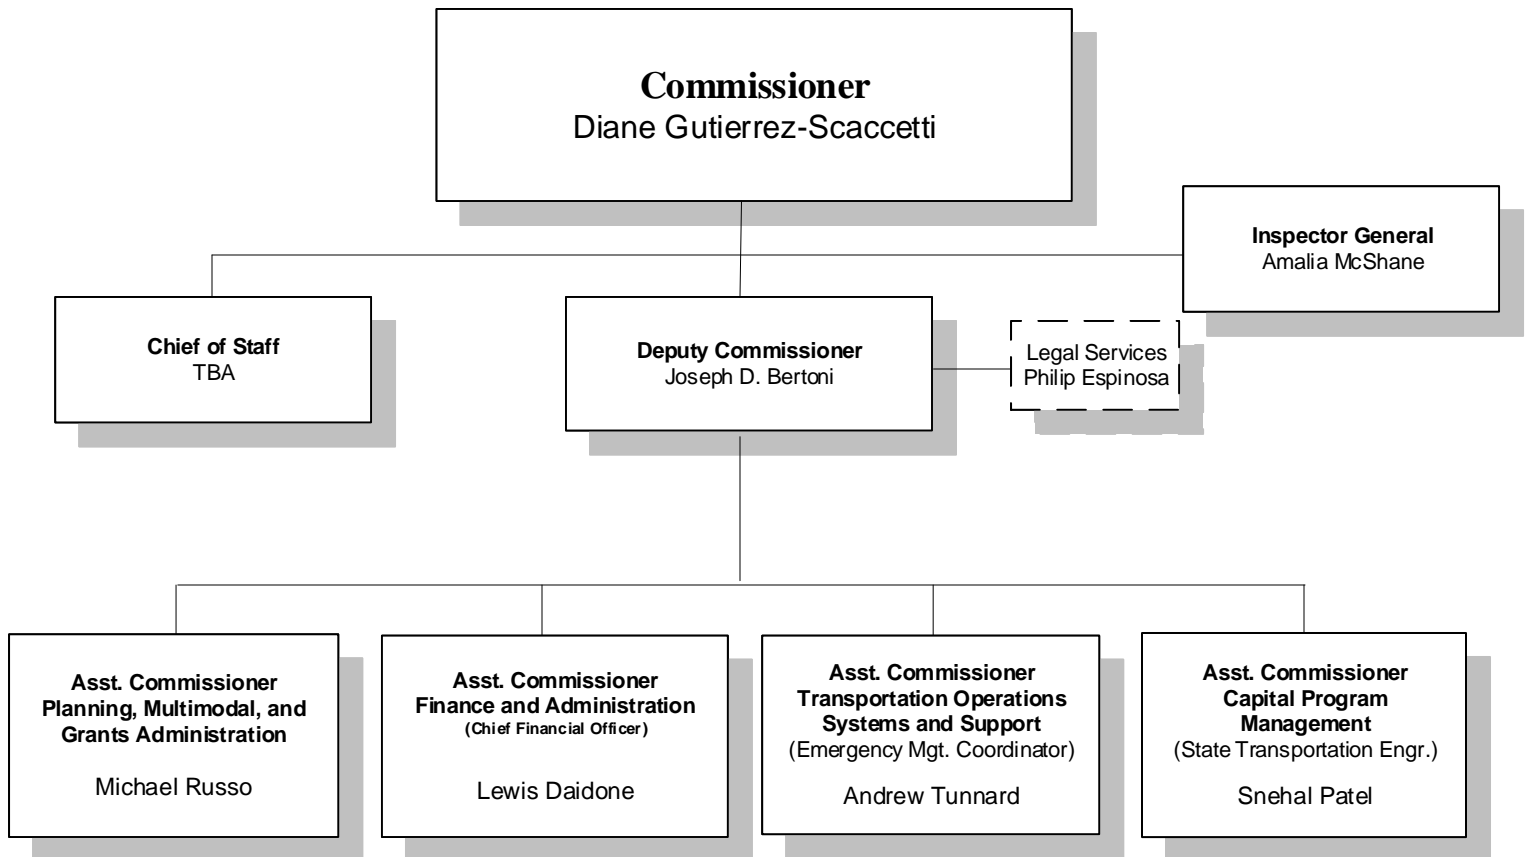 Commissioner
Diane Gutierrez-Scaccetti
Inspector General
Amalia McShane
Chief of Staff
TBA
Deputy Commissioner
Joseph D. Bertoni
Legal Services
Philip Espinosa
Asst. Commissioner
Planning, Multimodal, and
Grants Administration
Michael Russo
Asst. Commissioner
Finance and Administration
(Chief Financial Officer)
Lewis Daidone
Asst. Commissioner
Transportation Operations
Systems and Support
(Emergency Mgt. Coordinator)
Andrew Tunnard
Asst. Commissioner
Capital Program
Management
(State Transportation Engr.)
Snehal Patel